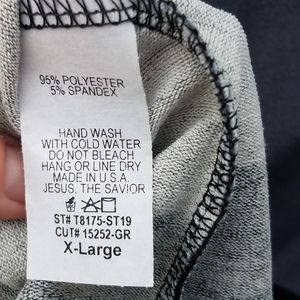 95% POLYESTER
5% SPANDEX
HAND WASH
WITH COLD WATER
DO NOT BLEACH
HANG OR LINE DRY
MADE IN U.S.A.
JESUS, THE SAVIOR
ST# T8175-ST19
CUT# 15252-GR
X-Large